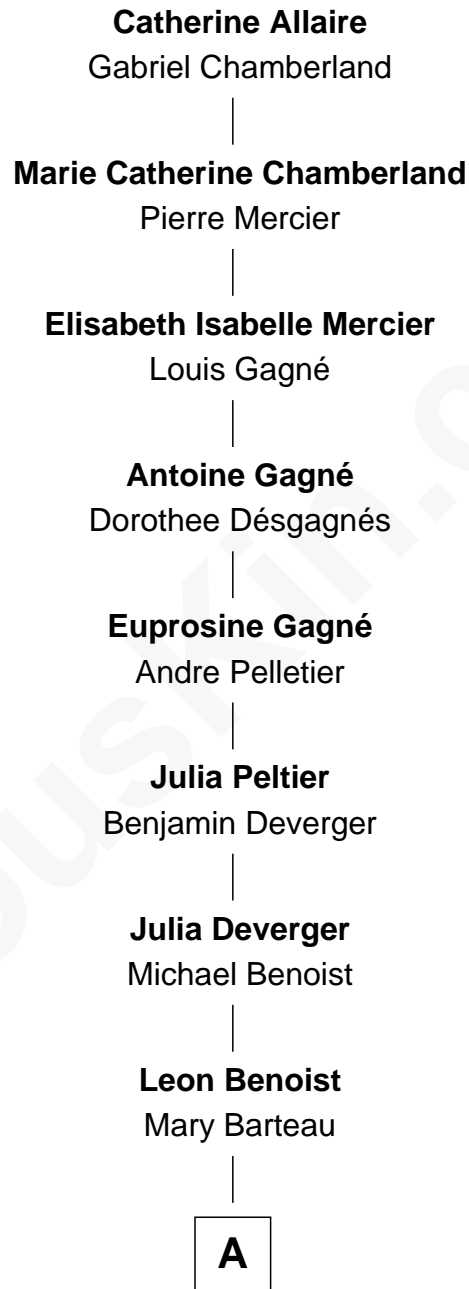 Catherine Allaire
Gabriel Chamberland
Marie Catherine Chamberland
Pierre Mercier
Elisabeth Isabelle Mercier
Louis Gagné
Antoine Gagné
Dorothee Désgagnés
Euprosine Gagné
Andre Pelletier
Julia Peltier
Benjamin Deverger
Julia Deverger
Michael Benoist
Leon Benoist
Mary Barteau
A